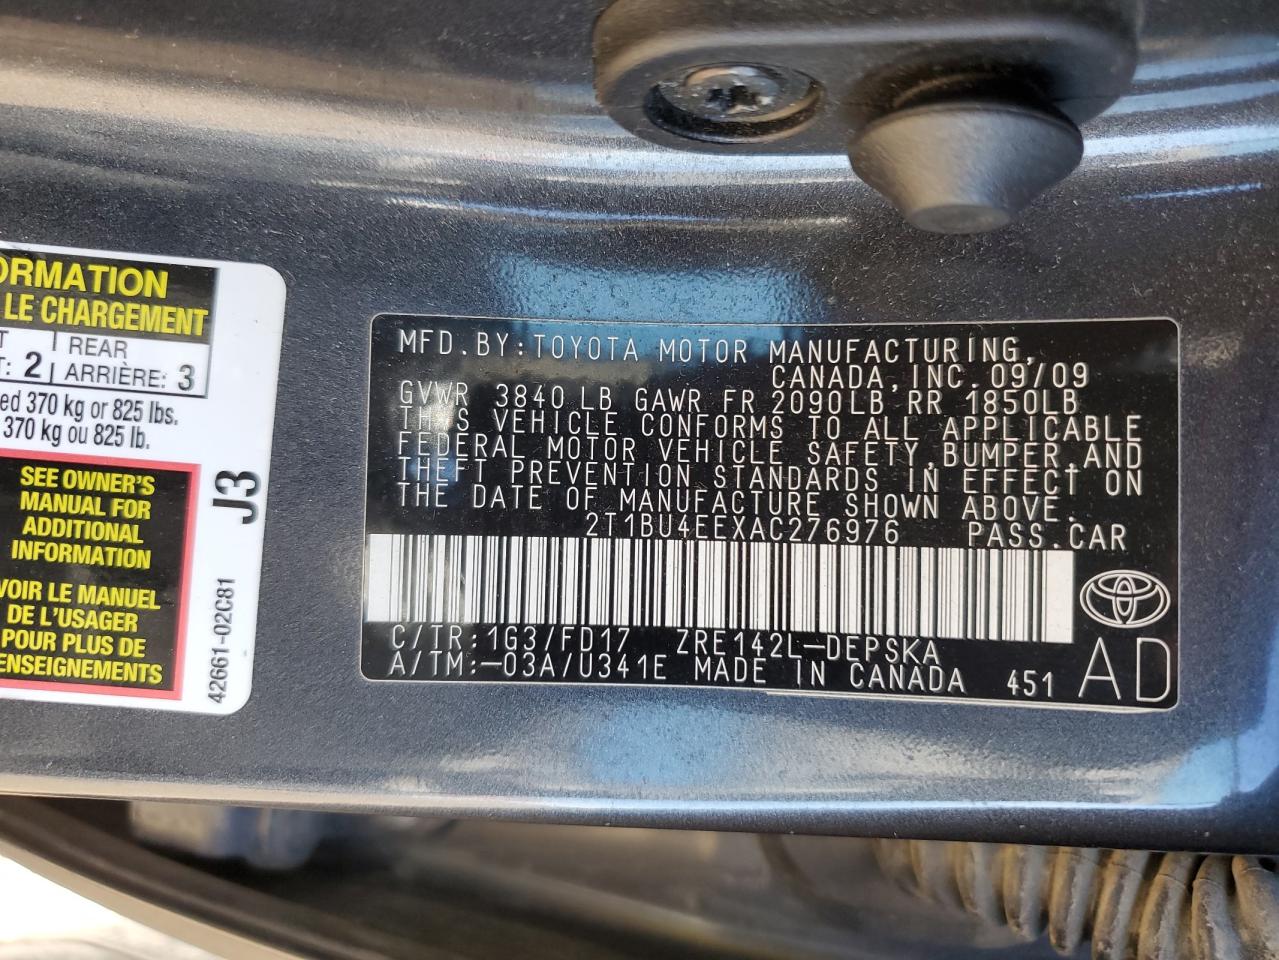 ORMATION
LE CHARGEMENT
REAR
: 2 ARRIÈRE: 3
ed 370 kg or 825 lbs.
370 kg ou 825 lb.
SEE OWNER'S
MANUAL FOR
ADDITIONAL
INFORMATION
VOIR LE MANUEL
DE L'USAGER
POUR PLUS DE
ENSEIGNEMENTS
J3
42661-02C81
MFD.BY:TOYOTA MOTOR MANUFACTURING,
CANADA,INC.09/09
GVWR 3840LB GAWR FR 2090LB RR 1850LB
THIS VEHICLE CONFORMS TO ALL APPLICABLE
FEDERAL MOTOR VEHICLE SAFETY,BUMPER,AND
THEFT PREVENTION STANDARDS IN EFFECT ON
THE DATE OF MANUFACTURE SHOWN ABOVE.
2T1BU4EEXAC276976 PASS.CAR
C/TR:1G3/FD17 ZRE142L-DEPSKA
A/TM:-03A/U341E MADE IN CANADA 451
AD